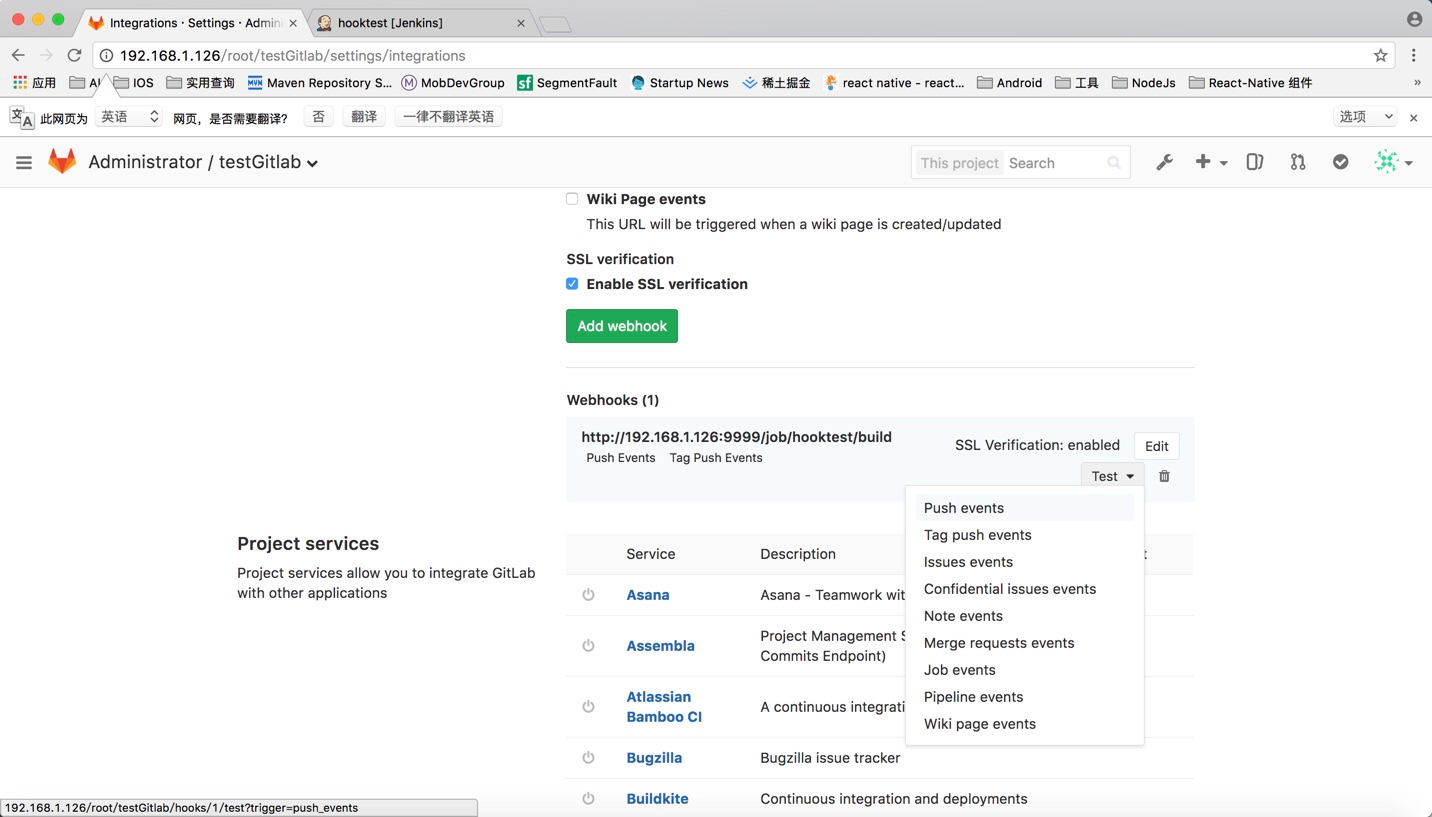 Integrations · Settings · Admini
hooktest [Jenkins]
192.168.1.126/root/testGitlab/settings/integrations
应用
IOS
实用查询
MVN Maven Repository S...
M MobDevGroup
sf SegmentFault
Startup News
稀土掘金
react native - react...
Android
工具
NodeJs
React-Native 组件
»
文A 此网页为 英语 网页，是否需要翻译？ 否 翻译 一律不翻译英语 选项
Administrator / testGitlab
This project Search
Wiki Page events
This URL will be triggered when a wiki page is created/updated
SSL verification
Enable SSL verification
Add webhook
Webhooks (1)
http://192.168.1.126:9999/job/hooktest/build
Push Events Tag Push Events
SSL Verification: enabled Edit
Test
Push events
Tag push events
Issues events
Confidential issues events
Note events
Merge requests events
Job events
Pipeline events
Wiki page events
Project services
Project services allow you to integrate GitLab
with other applications
Service Description
Asana Asana - Teamwork wit
Assembla Project Management S
Commits Endpoint)
Atlassian
Bamboo CI
A continuous integrati
Bugzilla Bugzilla issue tracker
Buildkite Continuous integration and deployments
192.168.1.126/root/testGitlab/hooks/1/test?trigger=push_events